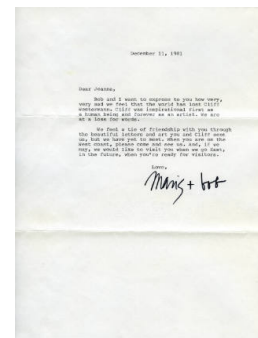 December 11, 1981
Dear Joanna,
Bob and I want to express to you how very,
very sad we feel that the world has lost Cliff
Westermann. Cliff was inspirational first as
a human being and forever as an artist. We are
at a loss for words.
We feel a tie of friendship with you through
the beautiful letters and art you and Cliff gave
us, but we have yet to meet. When you are on the
West Coast, please come and see us. And, if we
may, we would like to visit you when we go East,
in the future, when you're ready for visitors.
Love,
+ bob